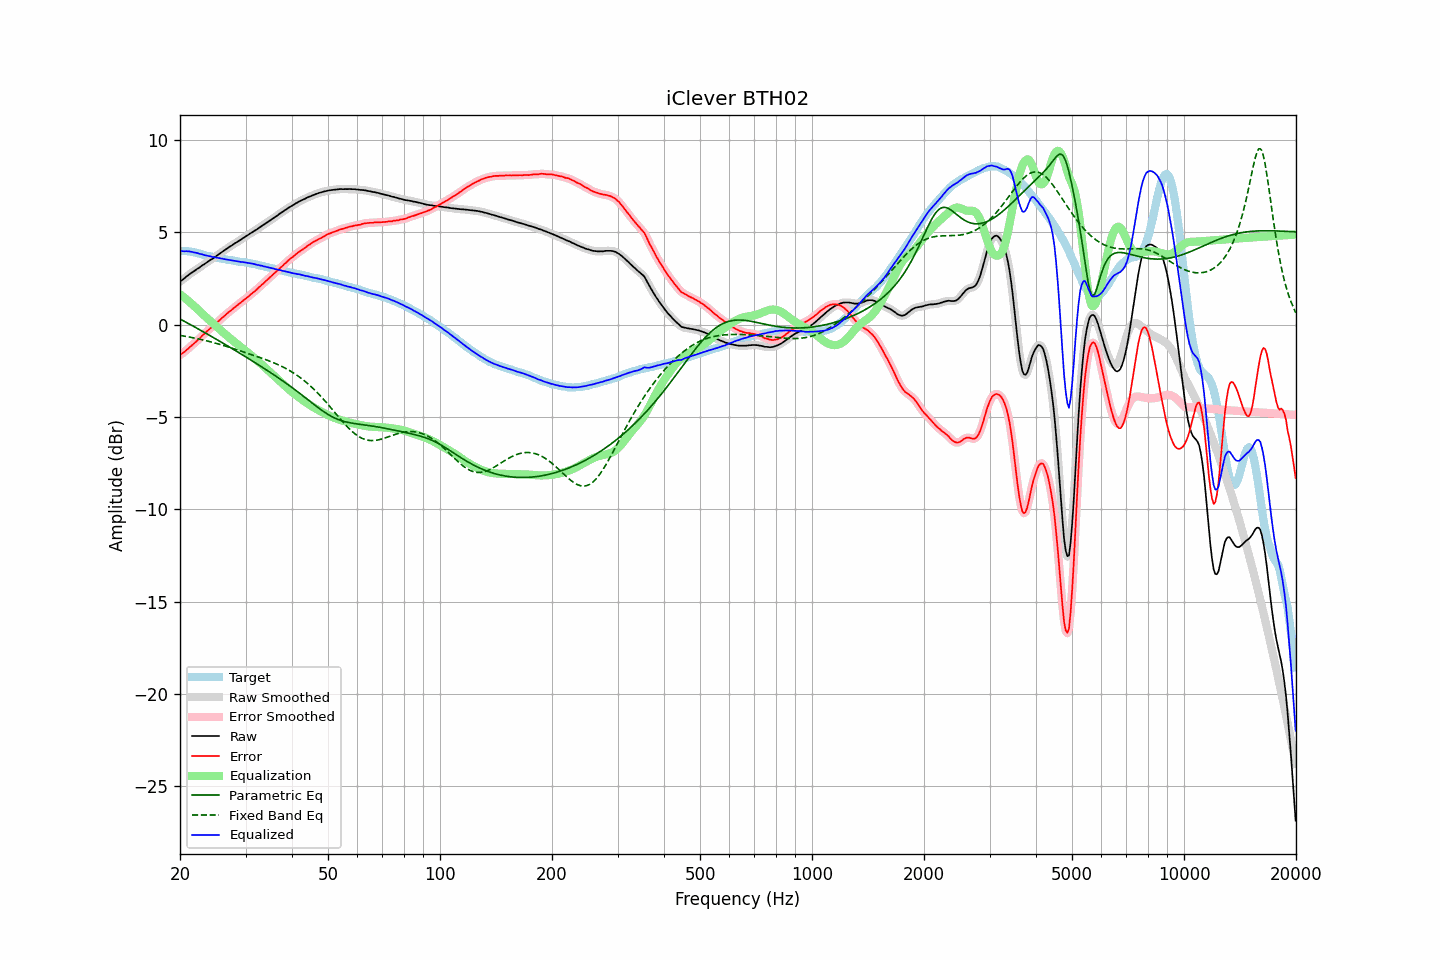 iClever BTH02
Amplitude (dBr)
10
5
0
−5
−10
−15
−20
−25
Target
Raw Smoothed
Error Smoothed
Raw
Error
Equalization
Parametric Eq
Fixed Band Eq
Equalized
20 50 100 200 500 1000 2000 5000 10000 20000
Frequency (Hz)